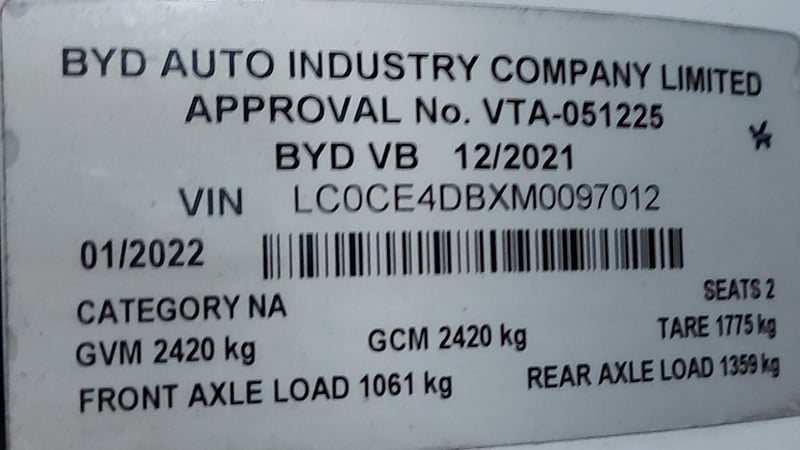 BYD AUTO INDUSTRY COMPANY LIMITED
APPROVAL No. VTA-051225
BYD VB 12/2021
VIN LC0CE4DBXM0097012
01/2022
CATEGORY NA SEATS 2
GVM 2420 kg GCM 2420 kg TARE 1775 kg
FRONT AXLE LOAD 1061 kg REAR AXLE LOAD 1359 kg